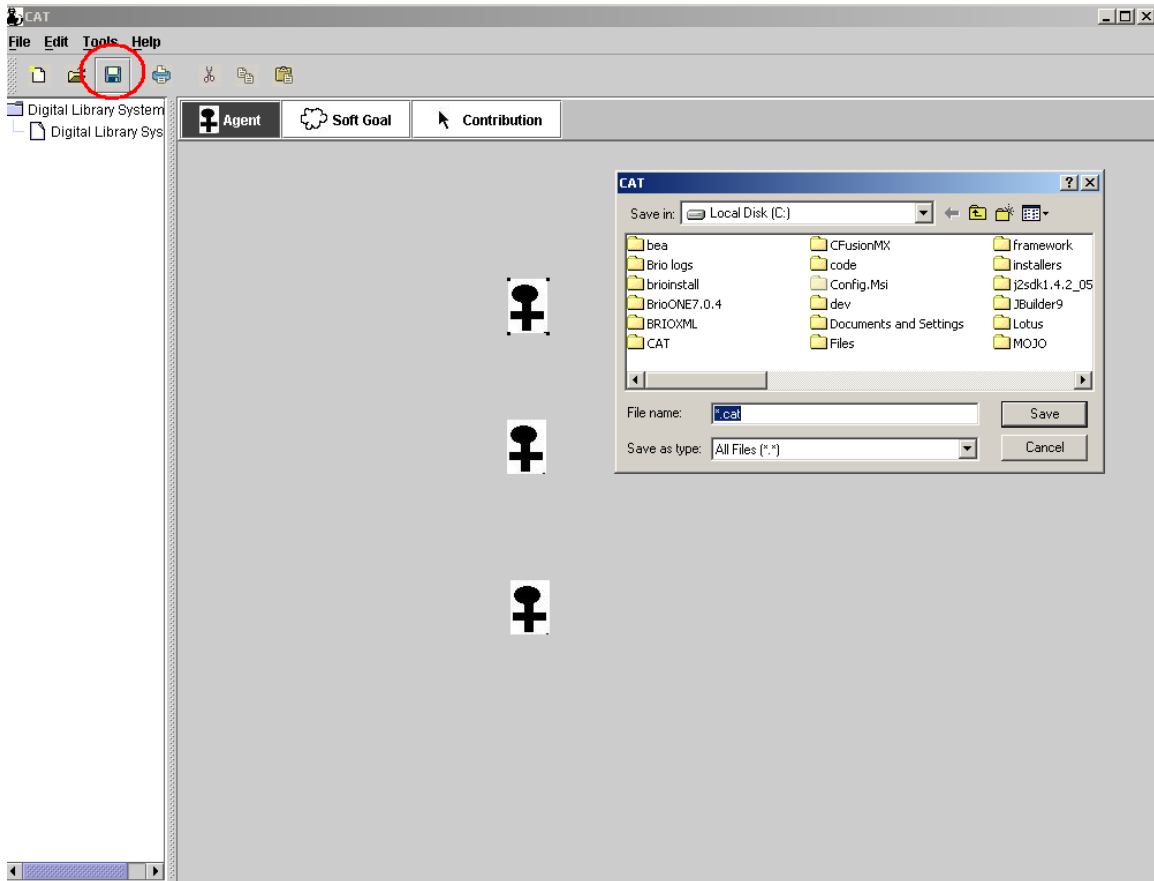 CAT
File Edit Tools Help
Digital Library System
Digital Library Sys
Agent Soft Goal Contribution
CAT
Save in: Local Disk (C:)
bea CFusionMX framework
Brio logs code installers
brioinstall Config.Msi j2sdk1.4.2_05
BrioONE7.0.4 dev JBuilder9
BRIOXML Documents and Settings Lotus
CAT Files MOJO
File name: *.cat Save
Save as type: All Files (*.*) Cancel